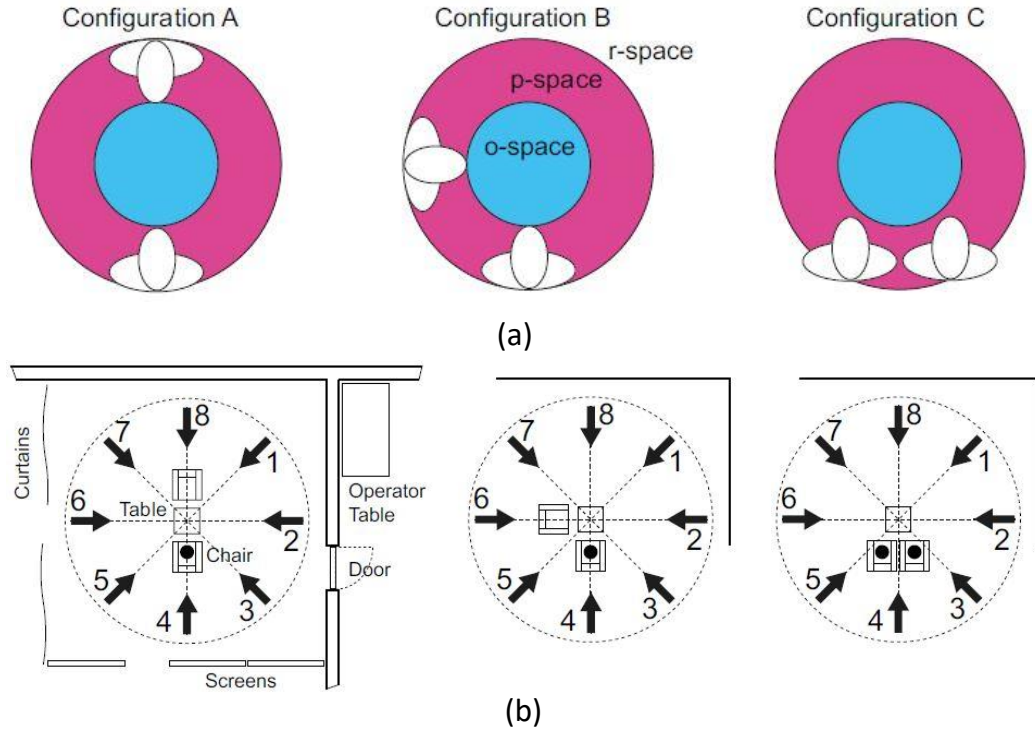 Configuration A
Configuration B
Configuration C
r-space
p-space
o-space
(a)
Curtains
8
7
1
6
Table
2
Chair
5
3
4
Operator
Table
Door
Screens
8
7
1
6
2
5
3
4
8
7
1
6
2
5
3
4
(b)